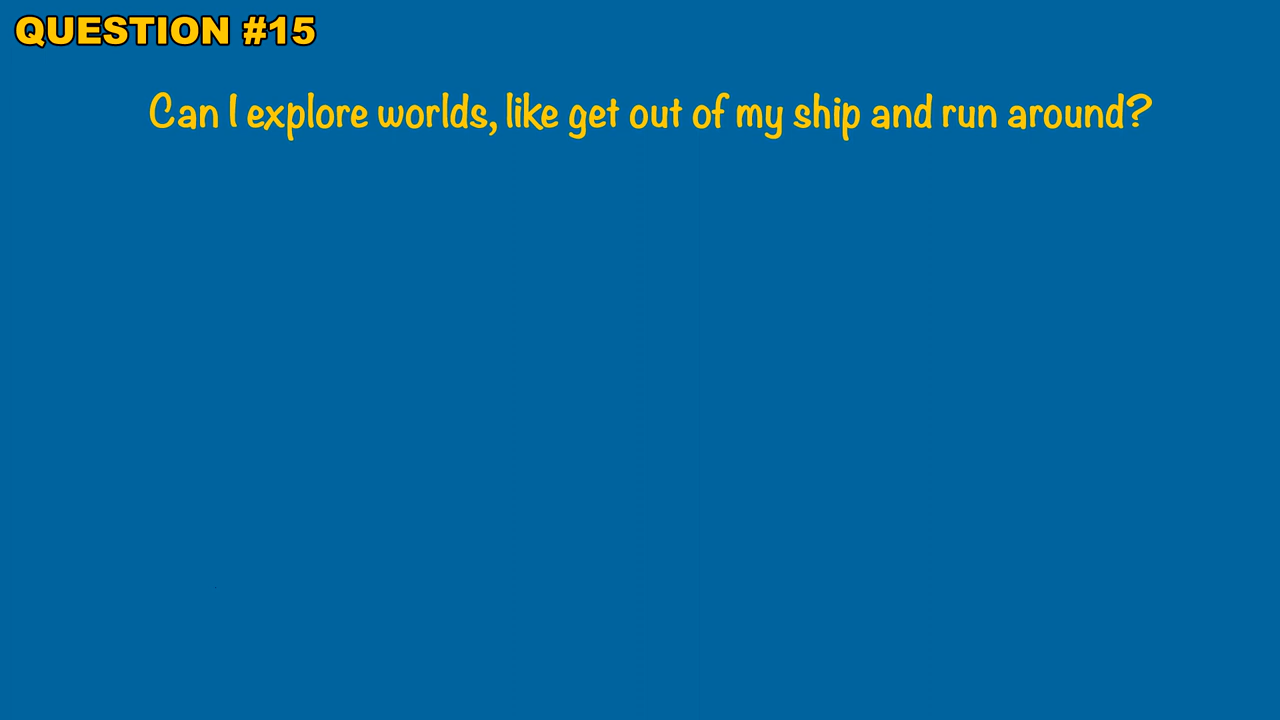 QUESTION #15
Can I explore worlds, like get out of my ship and run around?